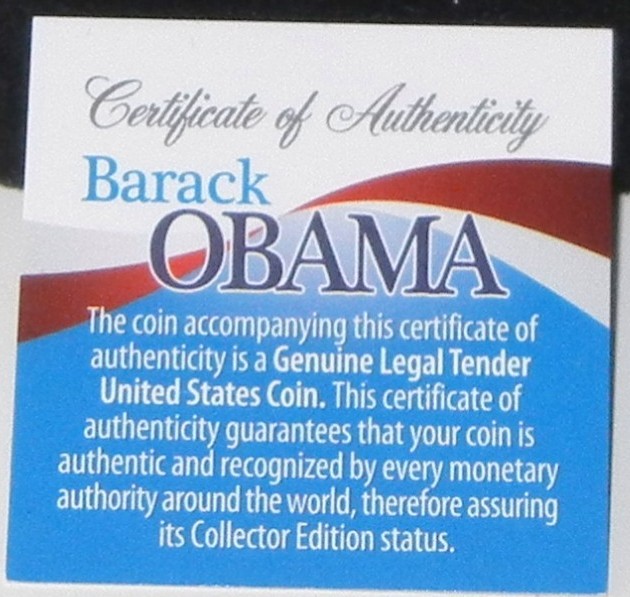 Certificate of Authenticity
Barack
OBAMA
The coin accompanying this certificate of
authenticity is a Genuine Legal Tender
United States Coin. This certificate of
authenticity guarantees that your coin is
authentic and recognized by every monetary
authority around the world, therefore assuring
its Collector Edition status.